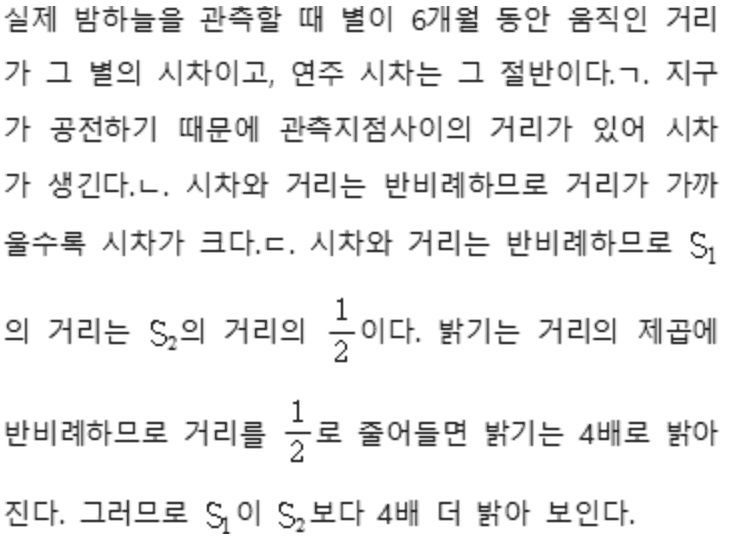 실제 밤하늘을 관측할 때 별이 6개월 동안 움직인 거리
가 그 별의 시차이고, 연주 시차는 그 절반이다.ㄱ. 지구
가 공전하기 때문에 관측지점사이의 거리가 있어 시차
가 생긴다.ㄴ. 시차와 거리는 반비례하므로 거리가 가까
울수록 시차가 크다.ㄷ. 시차와 거리는 반비례하므로 S₁
의 거리는 S₂의 거리의 1/2이다. 밝기는 거리의 제곱에
반비례하므로 거리를 1/2로 줄어들면 밝기는 4배로 밝아
진다. 그러므로 S₁이 S₂보다 4배 더 밝아 보인다.